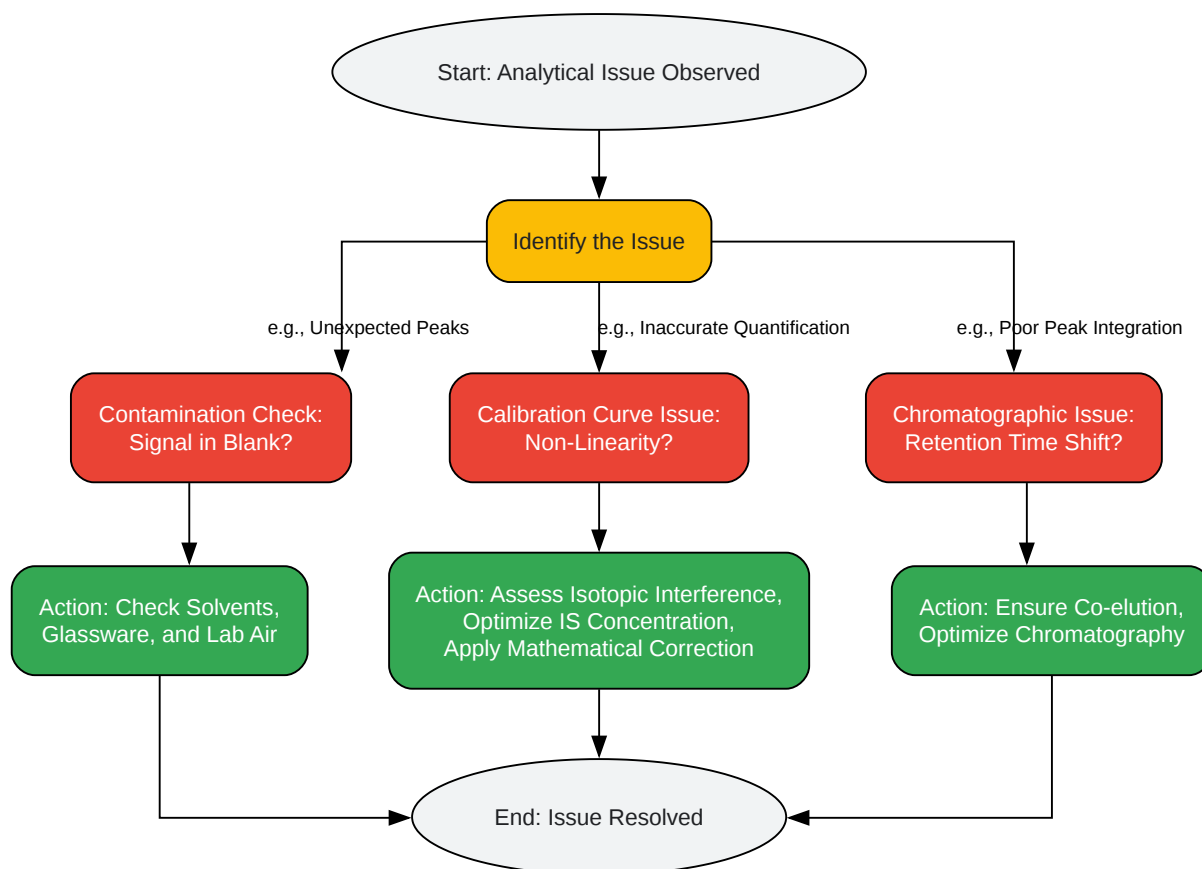 Start: Analytical Issue Observed
Identify the Issue
e.g., Unexpected Peaks
e.g., Inaccurate Quantification
e.g., Poor Peak Integration
Contamination Check:
Signal in Blank?
Calibration Curve Issue:
Non-Linearity?
Chromatographic Issue:
Retention Time Shift?
Action: Check Solvents,
Glassware, and Lab Air
Action: Assess Isotopic Interference,
Optimize IS Concentration,
Apply Mathematical Correction
Action: Ensure Co-elution,
Optimize Chromatography
End: Issue Resolved